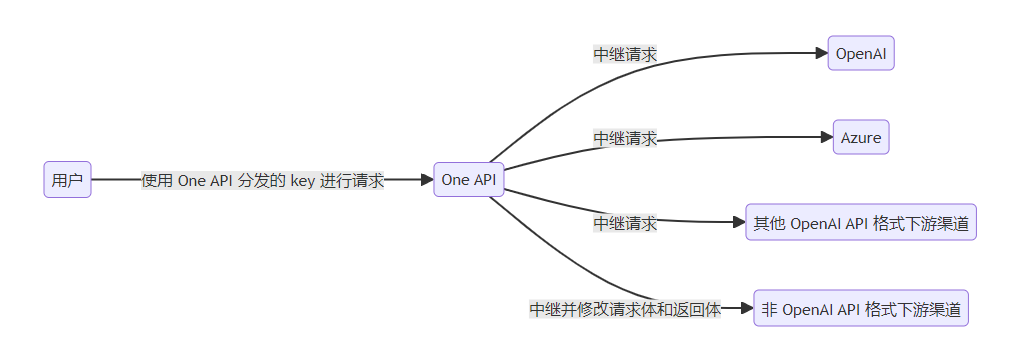 中继请求
OpenAI
中继请求
Azure
用户
使用 One API 分发的 key 进行请求
One API
中继请求
其他 OpenAI API 格式下游渠道
中继并修改请求体和返回体
非 OpenAI API 格式下游渠道